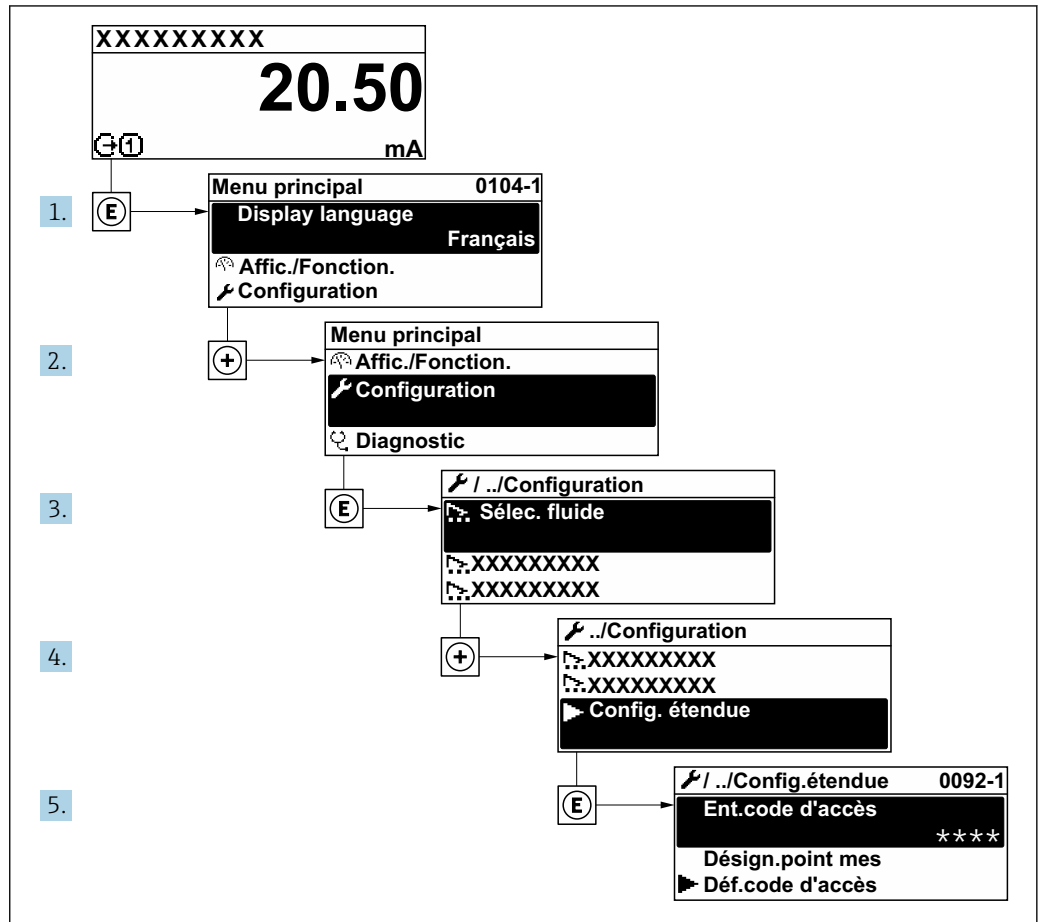 XXXXXXXXX
20.50
1
mA
1.
E
Menu principal 0104-1
Display language
Français
Affic./Fonction.
Configuration
2.
+
Menu principal
Affic./Fonction.
Configuration
Diagnostic
3.
E
/ ../Configuration
Sélec. fluide
XXXXXXXXX
XXXXXXXXX
4.
+
../Configuration
XXXXXXXXX
XXXXXXXXX
Config. étendue
5.
E
/ ../Config.étendue 0092-1
Ent.code d'accès
****
Désign.point mes
Déf.code d'accès